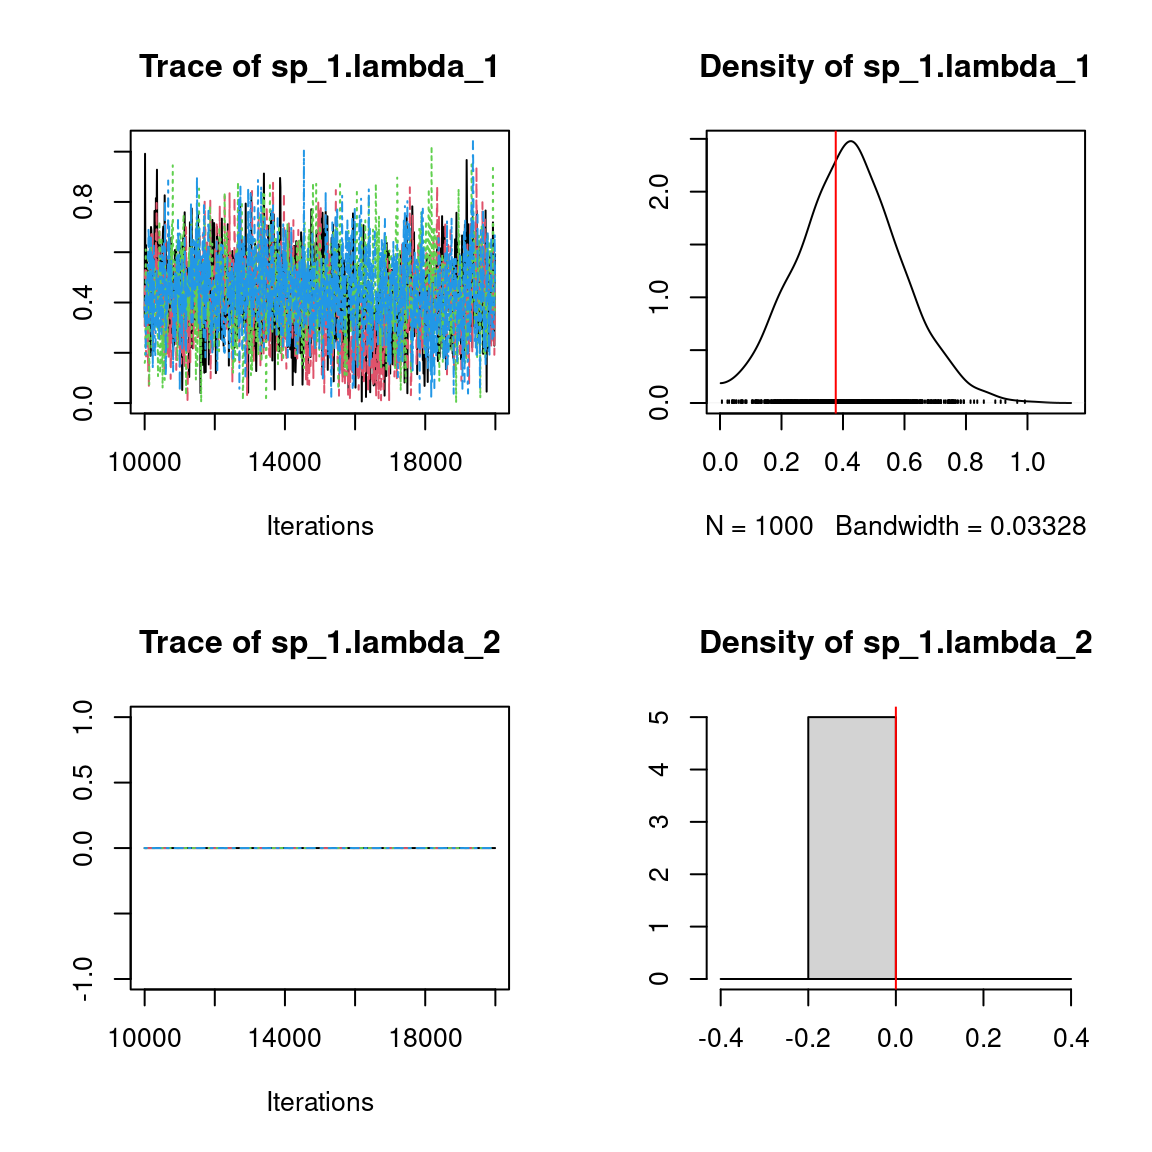 Trace of sp_1.lambda_1
0.0 0.4 0.8
10000 14000 18000
Iterations
Density of sp_1.lambda_1
0.0 1.0 2.0
0.0 0.2 0.4 0.6 0.8 1.0
N = 1000 Bandwidth = 0.03328
Trace of sp_1.lambda_2
-1.0 0.0 0.5 1.0
10000 14000 18000
Iterations
Density of sp_1.lambda_2
0 1 2 3 4 5
-0.4 -0.2 0.0 0.2 0.4